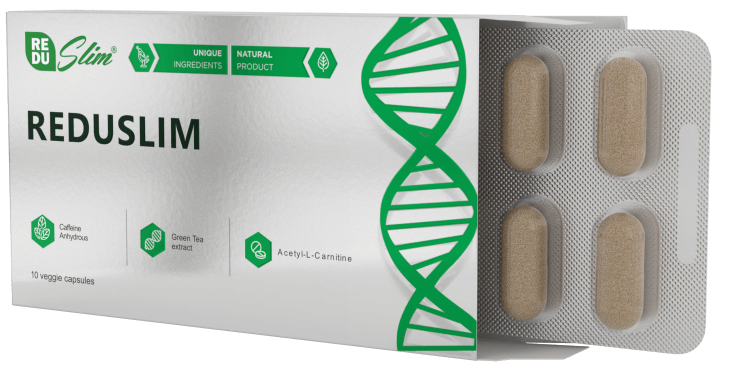 RE
DU
Slim®
UNIQUE
INGREDIENTS
NATURAL
PRODUCT
REDUSLIM
Caffeine
Anhydrous
Green Tea
extract
Acetyl-L-Carnitine
10 veggie capsules